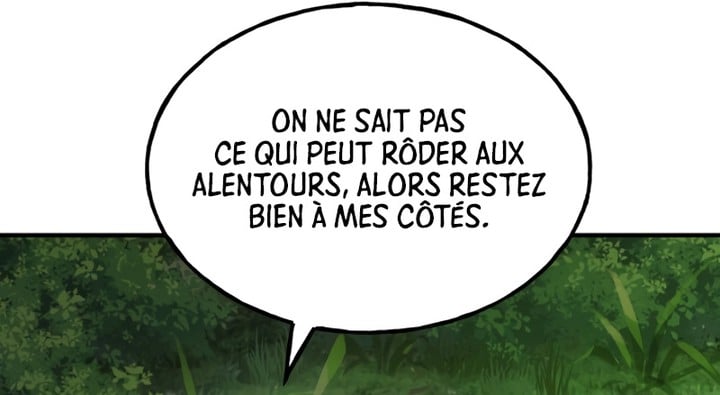 ON NE SAIT PAS
CE QUI PEUT RÔDER AUX
ALENTOURS, ALORS RESTEZ
BIEN À MES CÔTÉS.